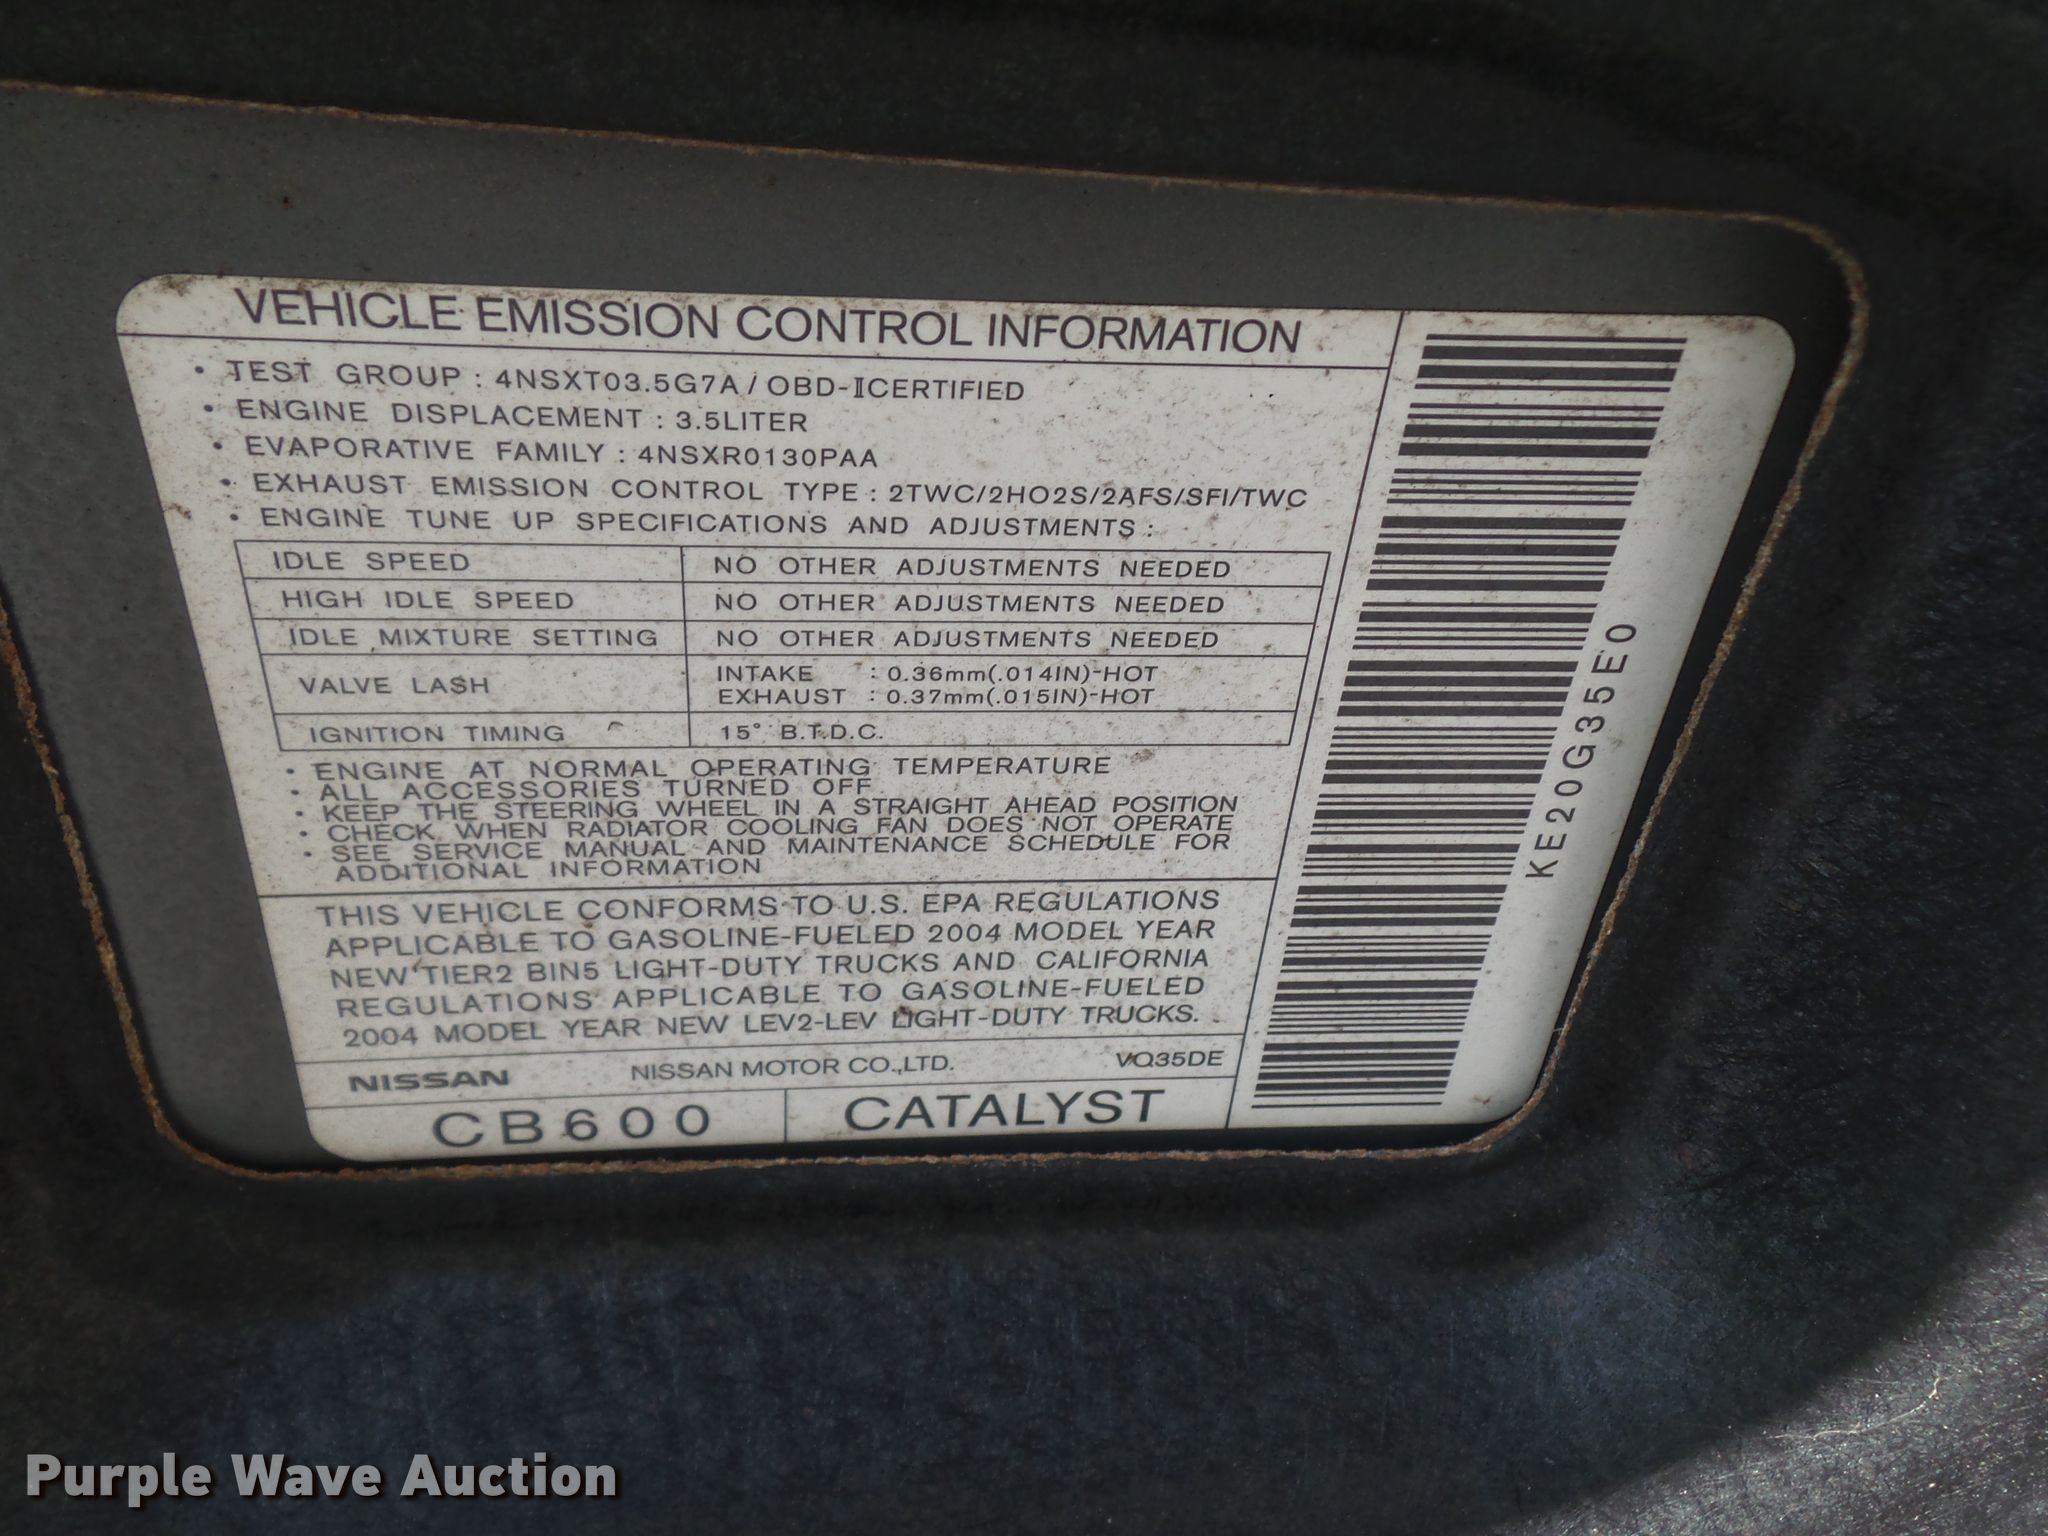 VEHICLE EMISSION CONTROL INFORMATION
• TEST GROUP : 4NSXT03.5G7A / OBD-ⅡCERTIFIED
• ENGINE DISPLACEMENT : 3.5LITER
• EVAPORATIVE FAMILY : 4NSXR0130PAA
• EXHAUST EMISSION CONTROL TYPE : 2TWC/2HO2S/2AFS/SFI/TWC
• ENGINE TUNE UP SPECIFICATIONS AND ADJUSTMENTS :
IDLE SPEED NO OTHER ADJUSTMENTS NEEDED
HIGH IDLE SPEED NO OTHER ADJUSTMENTS NEEDED
IDLE MIXTURE SETTING NO OTHER ADJUSTMENTS NEEDED
VALVE LASH INTAKE : 0.36mm(.014IN)-HOT
EXHAUST : 0.37mm(.015IN)-HOT
IGNITION TIMING 15° B.T.D.C.
• ENGINE AT NORMAL OPERATING TEMPERATURE
• ALL ACCESSORIES TURNED OFF
• KEEP THE STEERING WHEEL IN A STRAIGHT AHEAD POSITION
• CHECK WHEN RADIATOR COOLING FAN DOES NOT OPERATE
• SEE SERVICE MANUAL AND MAINTENANCE SCHEDULE FOR
ADDITIONAL INFORMATION
THIS VEHICLE CONFORMS TO U.S. EPA REGULATIONS
APPLICABLE TO GASOLINE-FUELED 2004 MODEL YEAR
NEW TIER2 BIN5 LIGHT-DUTY TRUCKS AND CALIFORNIA
REGULATIONS APPLICABLE TO GASOLINE-FUELED
2004 MODEL YEAR NEW LEV2-LEV LIGHT-DUTY TRUCKS.
NISSAN NISSAN MOTOR CO.,LTD. VQ35DE
CB600 CATALYST
KE20G35E0
Purple Wave Auction